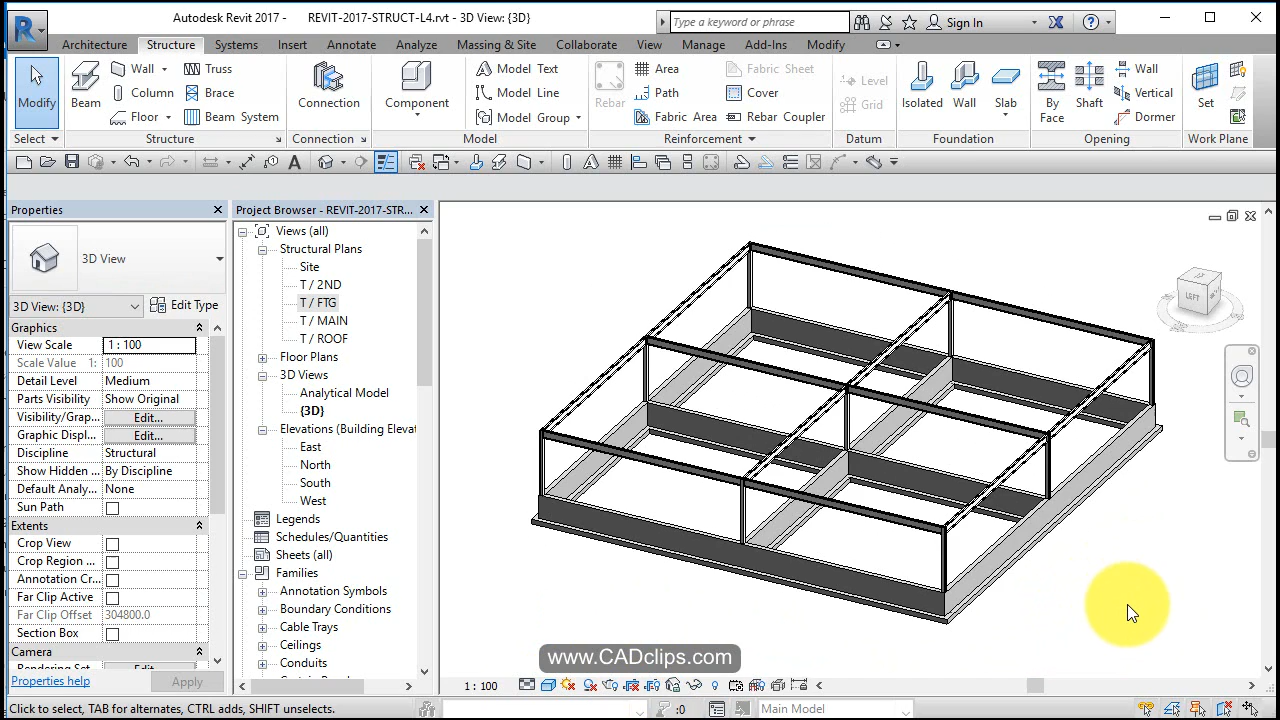 Autodesk Revit 2017 - REVIT-2017-STRUCT-L4.rvt - 3D View: {3D}
Type a keyword or phrase
Sign In
Architecture Structure Systems Insert Annotate Analyze Massing & Site Collaborate View Manage Add-Ins Modify
Modify
Beam
Wall
Column
Floor
Truss
Brace
Beam System
Connection
Component
Model Text
Model Line
Model Group
Rebar
Area
Path
Fabric Area
Fabric Sheet
Cover
Rebar Coupler
Level
Grid
Isolated
Wall
Slab
By
Face
Shaft
Wall
Vertical
Dormer
Set
Select Structure Connection Model Reinforcement Datum Foundation Opening Work Plane
Properties
3D View
3D View: {3D} Edit Type
Graphics
View Scale 1 : 100
Scale Value 1: 100
Detail Level Medium
Parts Visibility Show Original
Visibility/Grap... Edit...
Graphic Displ... Edit...
Discipline Structural
Show Hidden ... By Discipline
Default Analy... None
Sun Path
Extents
Crop View
Crop Region ...
Annotation Cr...
Far Clip Active
Far Clip Offset 304800.0
Section Box
Camera
Rendering Set... Edit...
Properties help Apply
Project Browser - REVIT-2017-STR...
Views (all)
Structural Plans
Site
T / 2ND
T / FTG
T / MAIN
T / ROOF
Floor Plans
3D Views
Analytical Model
{3D}
Elevations (Building Elevat
East
North
South
West
Legends
Schedules/Quantities
Sheets (all)
Families
Annotation Symbols
Boundary Conditions
Cable Trays
Ceilings
Conduits
LEFT
www.CADclips.com
1 : 100
Click to select, TAB for alternates, CTRL adds, SHIFT unselects.
:0
Main Model